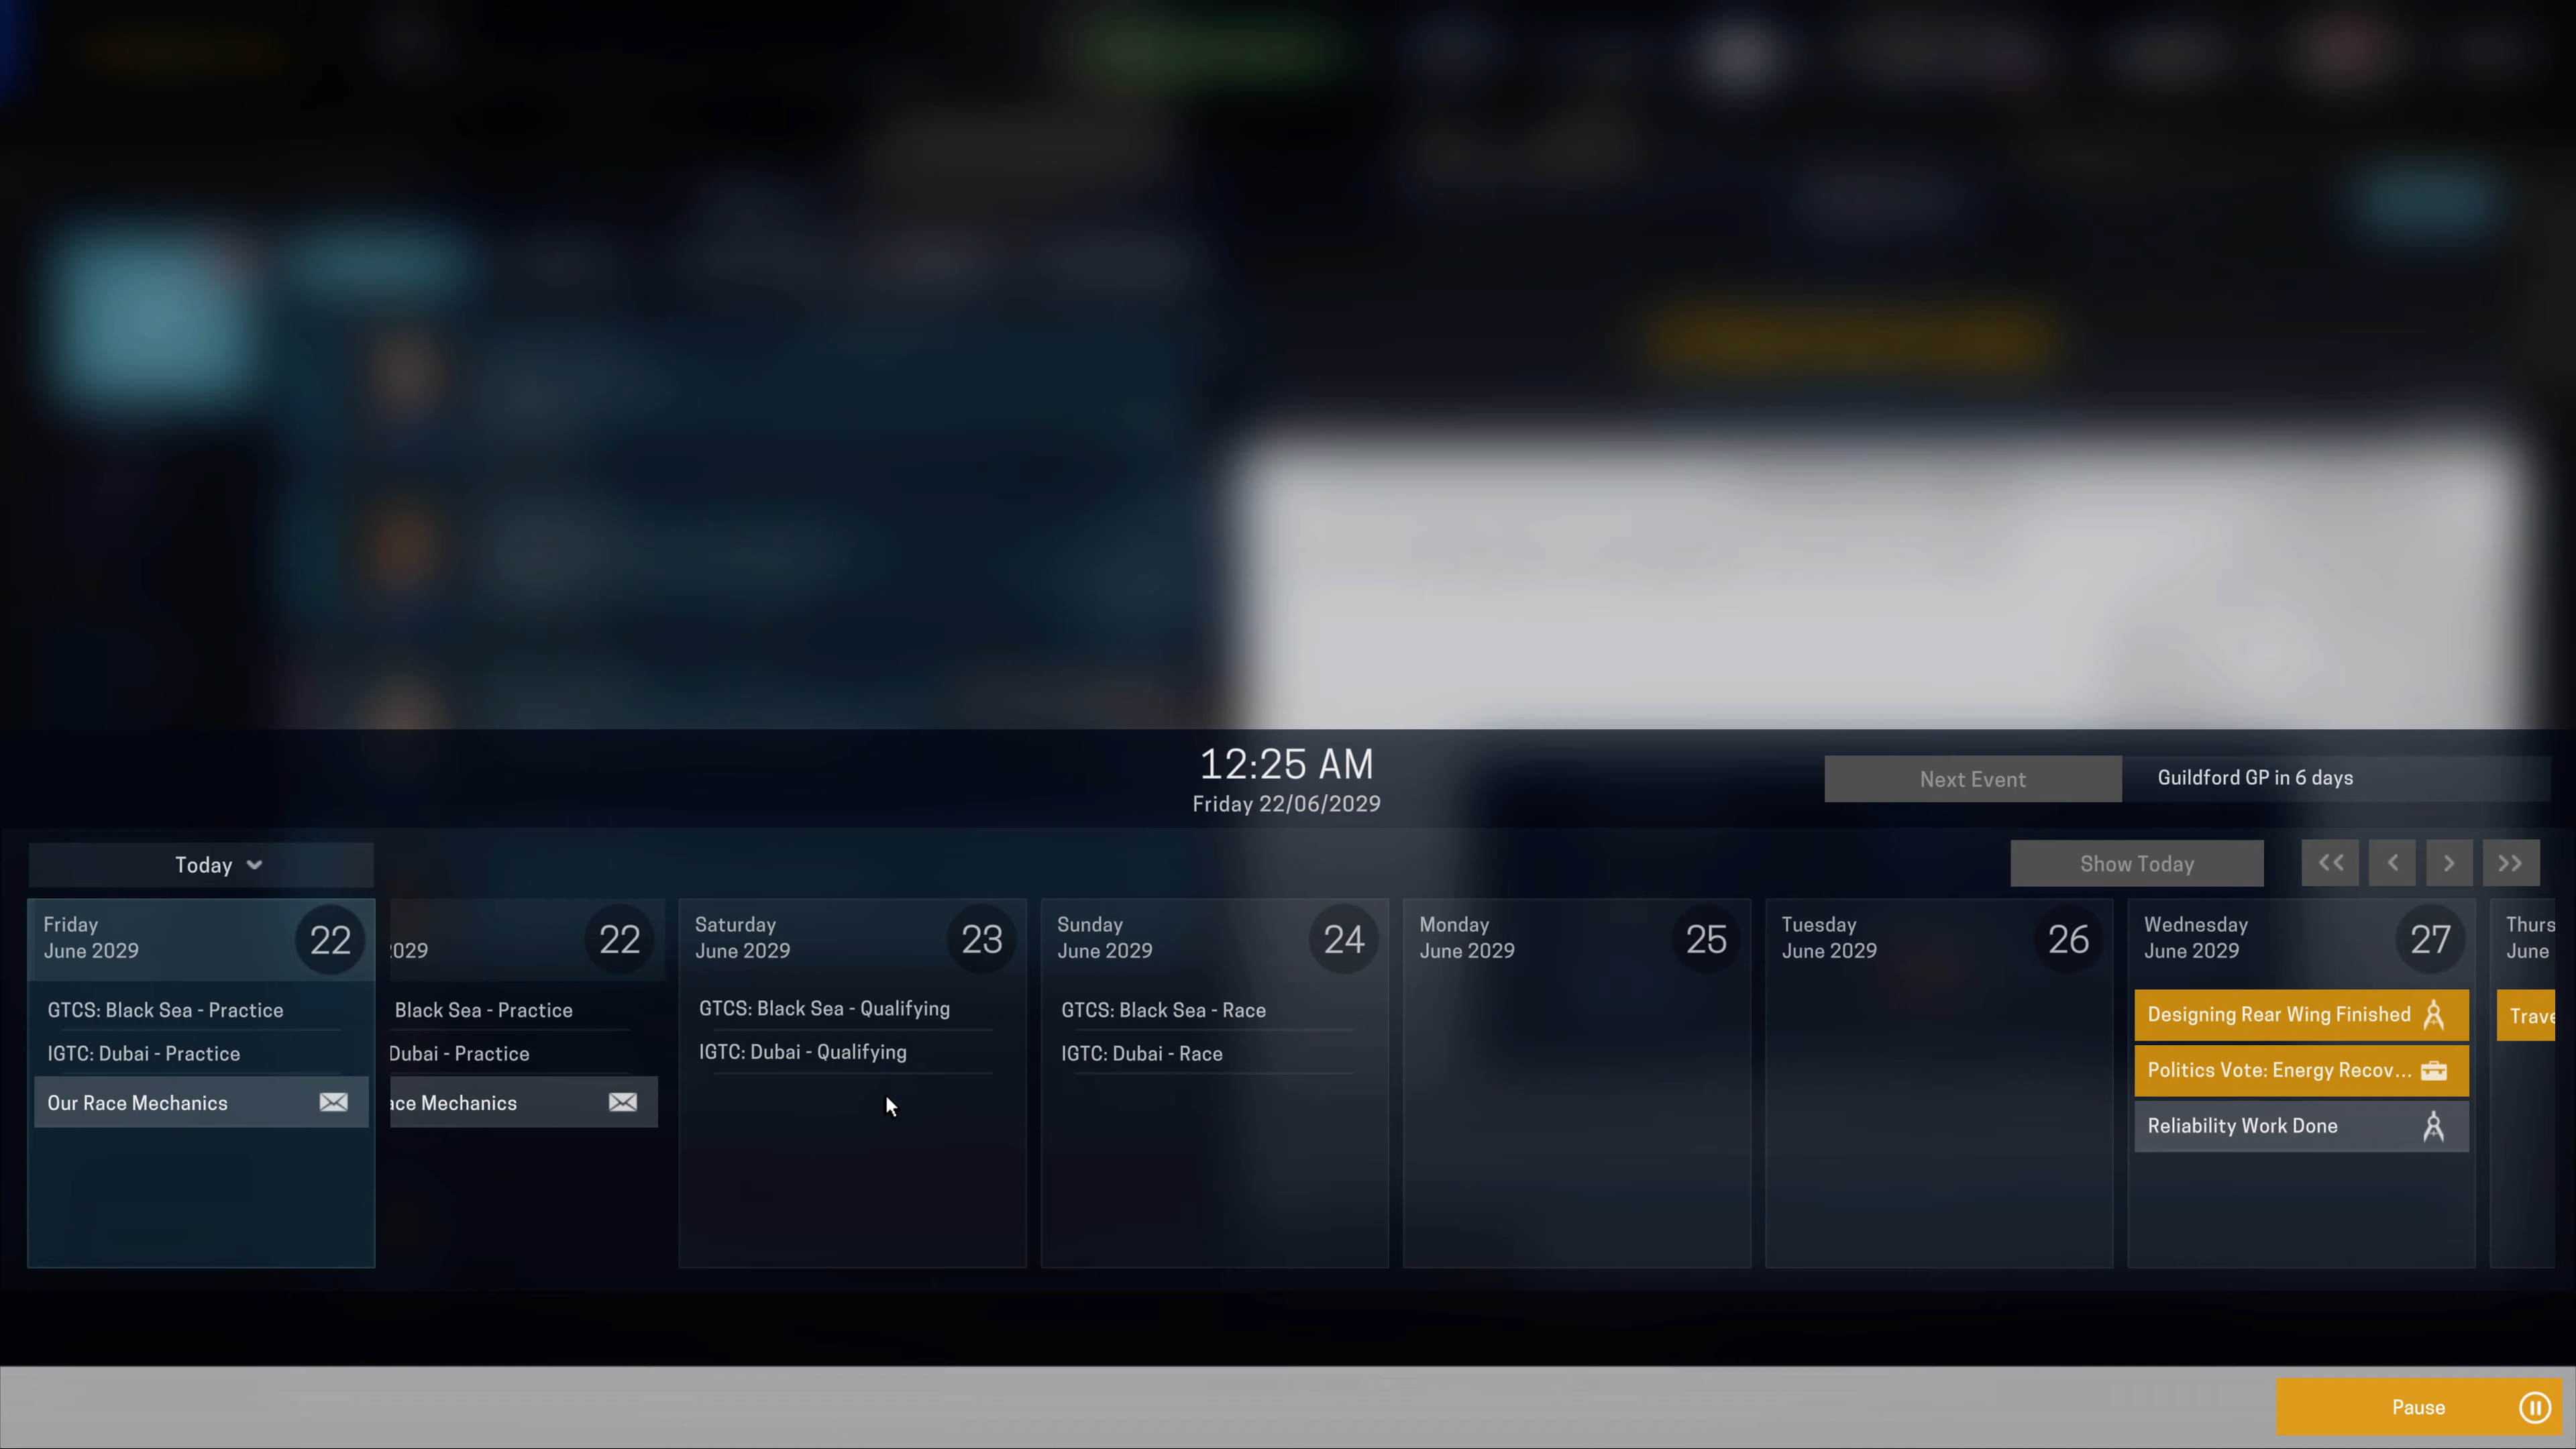 12:25 AM
Friday 22/06/2029
Next Event
Guildford GP in 6 days
Today
Show Today
Friday
June 2029
22
GTCS: Black Sea - Practice
IGTC: Dubai - Practice
Our Race Mechanics
029
22
Black Sea - Practice
Dubai - Practice
ace Mechanics
Saturday
June 2029
23
GTCS: Black Sea - Qualifying
IGTC: Dubai - Qualifying
Sunday
June 2029
24
GTCS: Black Sea - Race
IGTC: Dubai - Race
Monday
June 2029
25
Tuesday
June 2029
26
Wednesday
June 2029
27
Designing Rear Wing Finished
Politics Vote: Energy Recov...
Reliability Work Done
Thurs
June
Trave
Pause